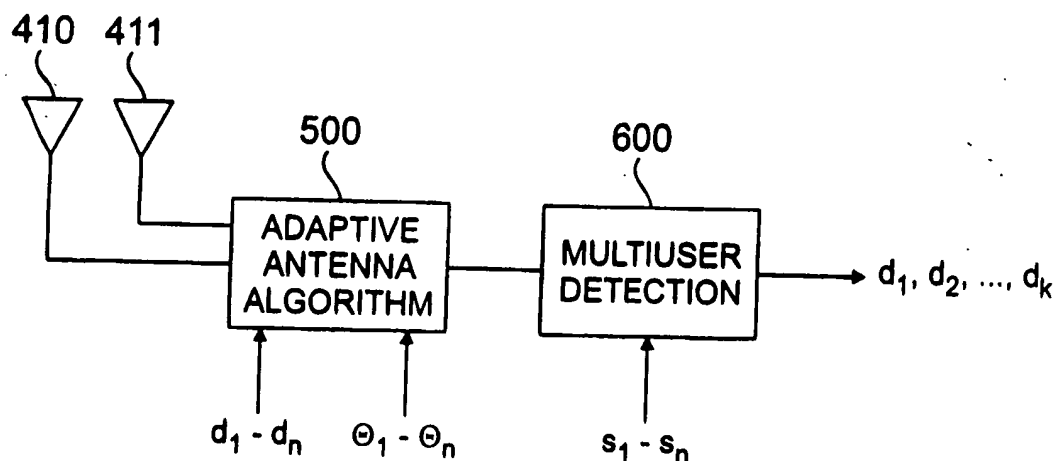 410 411
500
600
ADAPTIVE
ANTENNA
ALGORITHM
MULTIUSER
DETECTION
d₁, d₂, ..., dₖ
d₁ - dₙ
Θ₁ - Θₙ
s₁ - sₙ